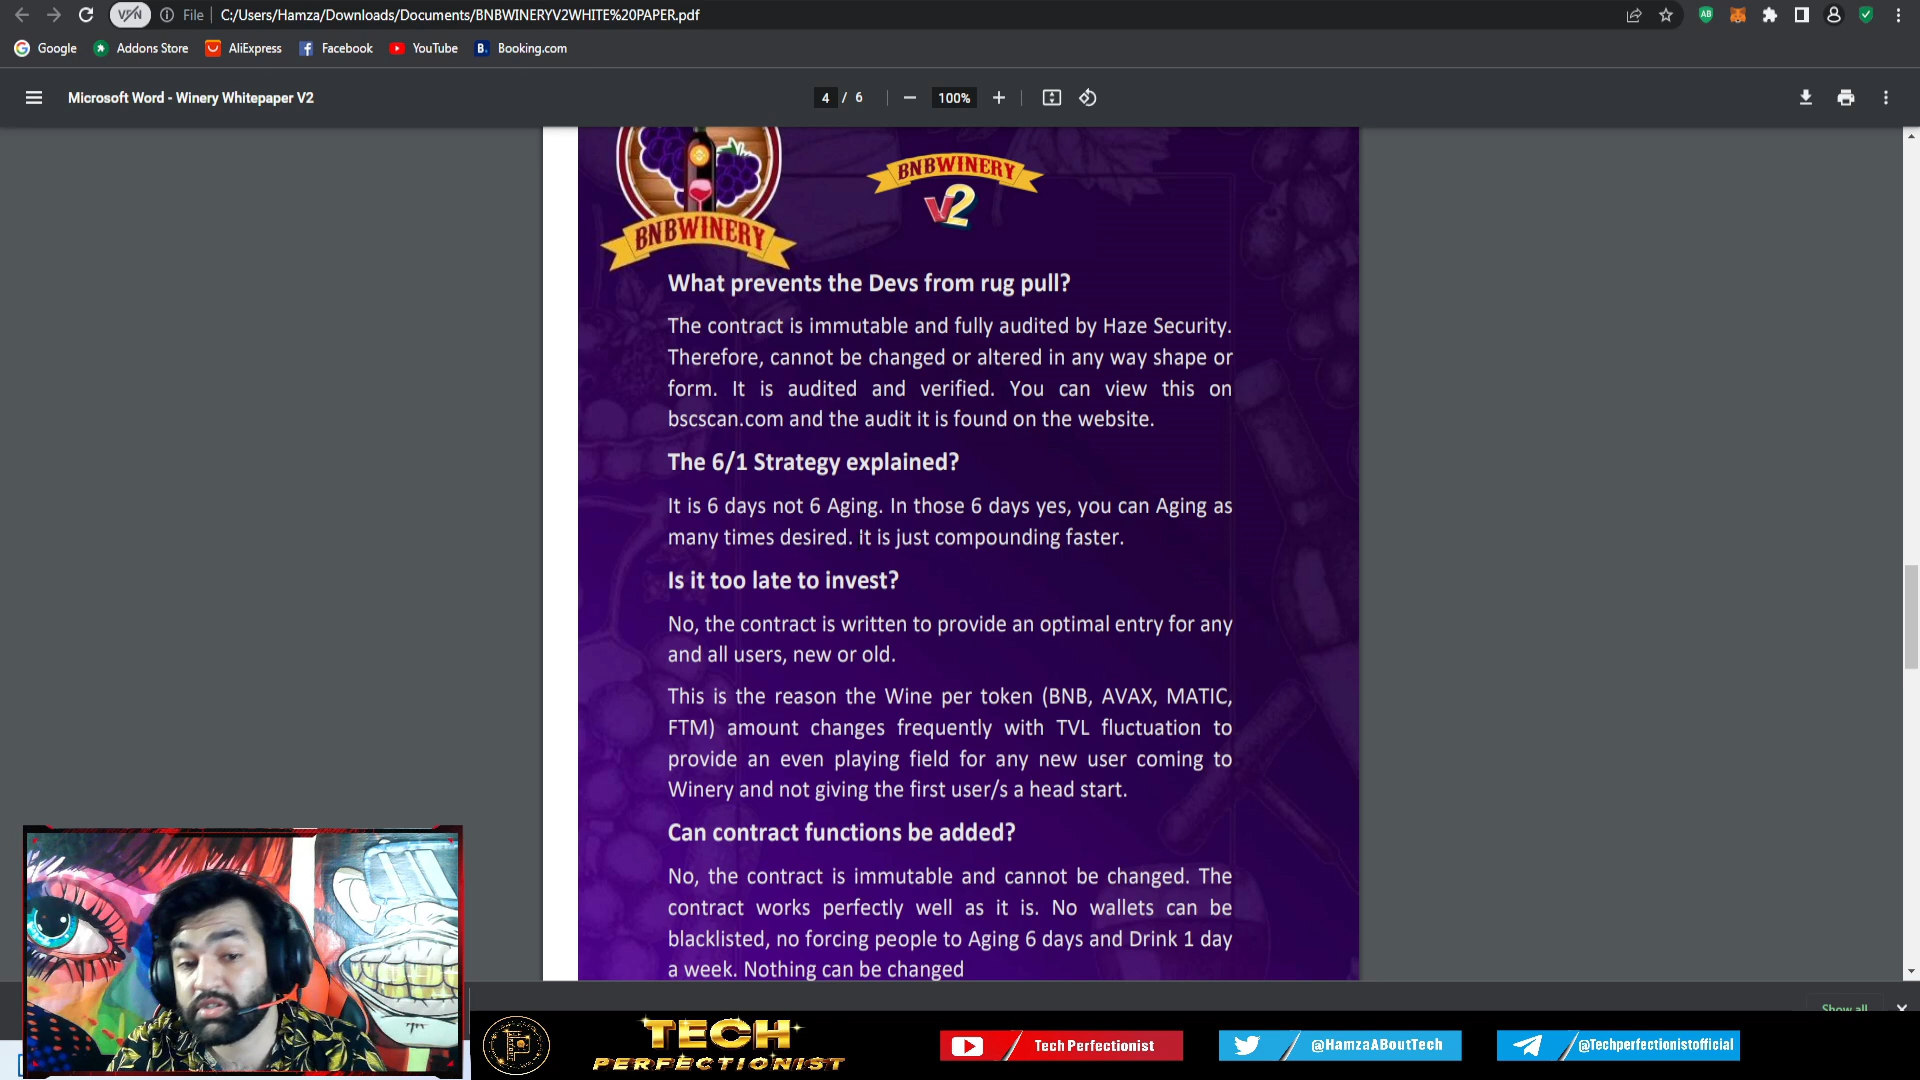 VPN
File
C:/Users/Hamza/Downloads/Documents/BNBWINERYV2WHITE%20PAPER.pdf
AB
Google
Addons Store
AliExpress
Facebook
YouTube
B.
Booking.com
Microsoft Word - Winery Whitepaper V2
4 / 6
100%
BNBWINERY
BNBWINERY
V2
What prevents the Devs from rug pull?
The contract is immutable and fully audited by Haze Security.
Therefore, cannot be changed or altered in any way shape or
form. It is audited and verified. You can view this on
bscscan.com and the audit it is found on the website.
The 6/1 Strategy explained?
It is 6 days not 6 Aging. In those 6 days yes, you can Aging as
many times desired. it is just compounding faster.
Is it too late to invest?
No, the contract is written to provide an optimal entry for any
and all users, new or old.
This is the reason the Wine per token (BNB, AVAX, MATIC,
FTM) amount changes frequently with TVL fluctuation to
provide an even playing field for any new user coming to
Winery and not giving the first user/s a head start.
Can contract functions be added?
No, the contract is immutable and cannot be changed. The
contract works perfectly well as it is. No wallets can be
blacklisted, no forcing people to Aging 6 days and Drink 1 day
a week. Nothing can be changed
Show all
TECH
PERFECTIONIST
Tech Perfectionist
@HamzaABoutTech
@Techperfectionistofficial